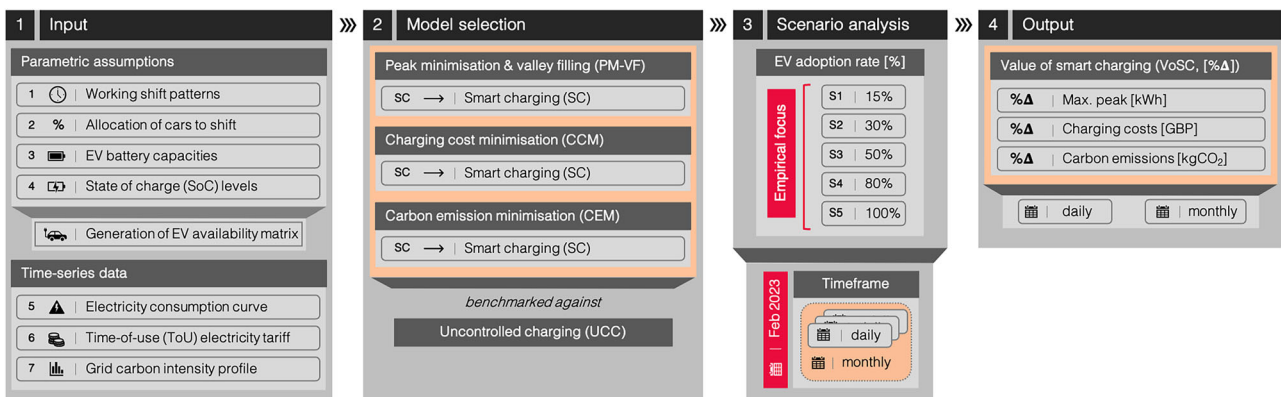 1 Input
Parametric assumptions
1 | Working shift patterns
2 % | Allocation of cars to shift
3 | EV battery capacities
4 | State of charge (SoC) levels
| Generation of EV availability matrix
Time-series data
5 | Electricity consumption curve
6 | Time-of-use (ToU) electricity tariff
7 | Grid carbon intensity profile
2 Model selection
Peak minimisation & valley filling (PM-VF)
SC → | Smart charging (SC)
Charging cost minimisation (CCM)
SC → | Smart charging (SC)
Carbon emission minimisation (CEM)
SC → | Smart charging (SC)
benchmarked against
Uncontrolled charging (UCC)
3 Scenario analysis
EV adoption rate [%]
Empirical focus
S1 | 15%
S2 | 30%
S3 | 50%
S4 | 80%
S5 | 100%
| Feb 2023
Timeframe
| daily
| monthly
4 Output
Value of smart charging (VoSC, [%Δ])
%Δ | Max. peak [kWh]
%Δ | Charging costs [GBP]
%Δ | Carbon emissions [kgCO₂]
| daily
| monthly